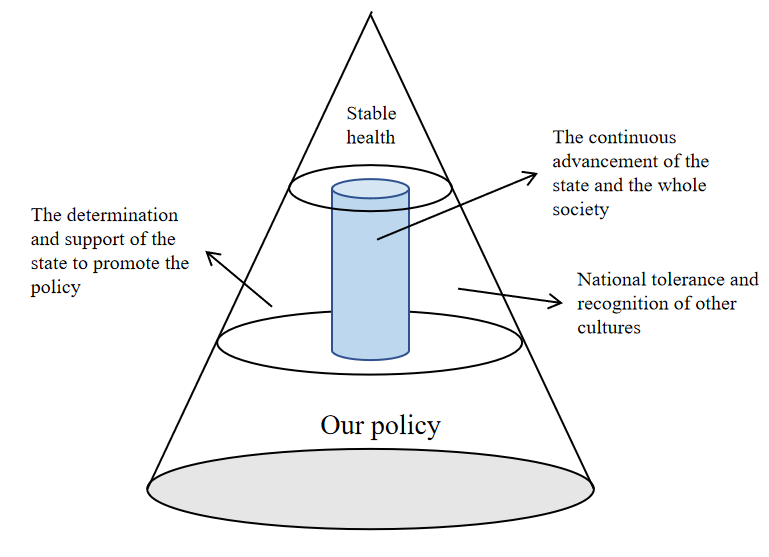 Stable
health
The continuous
advancement of the
state and the whole
society
The determination
and support of the
state to promote the
policy
National tolerance and
recognition of other
cultures
Our policy